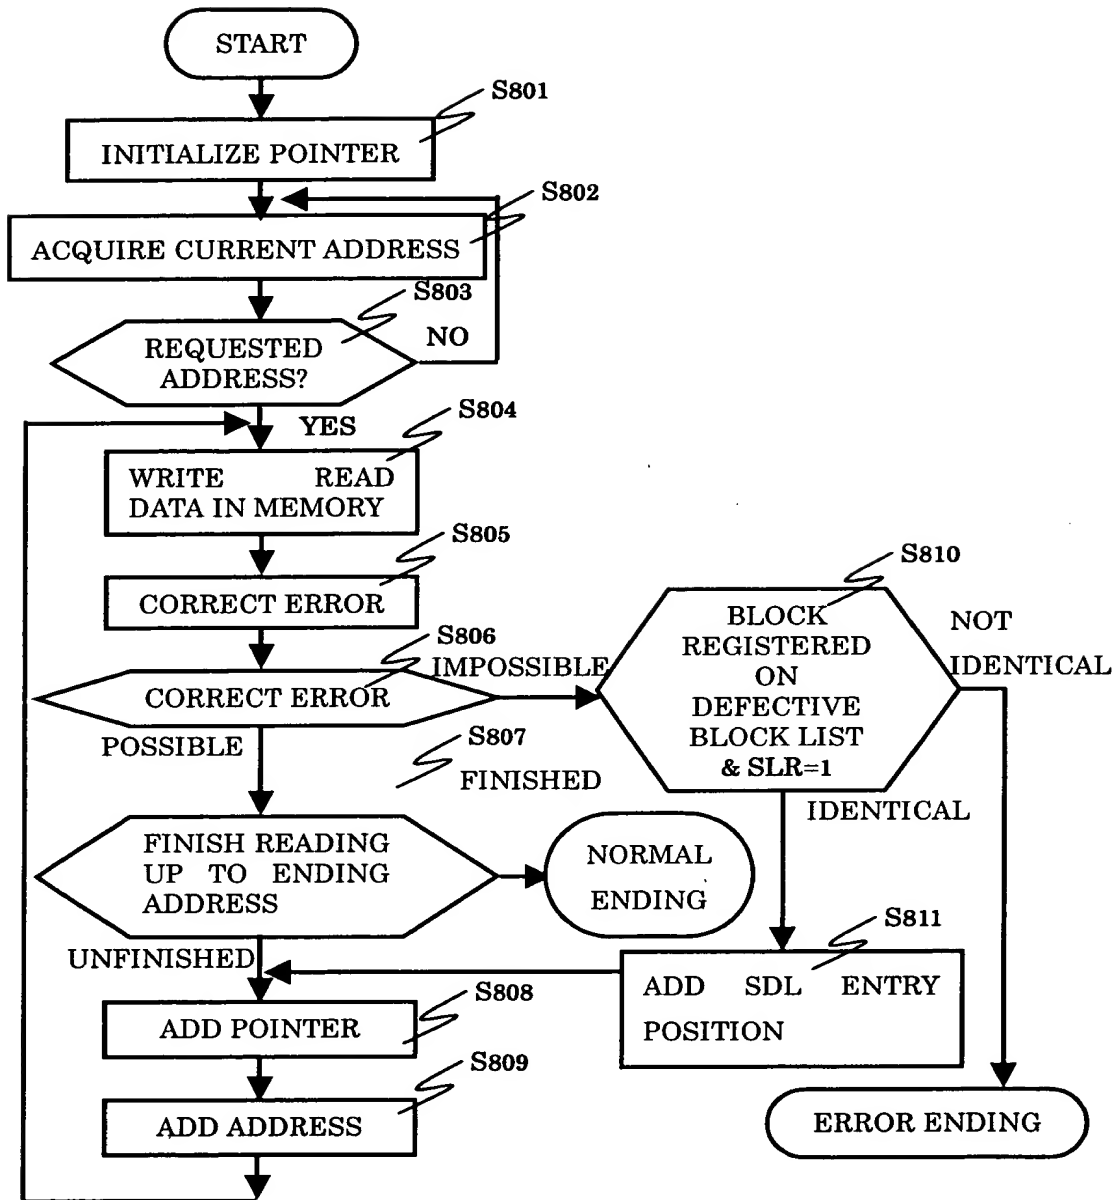 START
S801
INITIALIZE POINTER
S802
ACQUIRE CURRENT ADDRESS
S803
REQUESTED
ADDRESS?
NO
YES
S804
WRITE READ
DATA IN MEMORY
S805
CORRECT ERROR
S806
CORRECT ERROR
IMPOSSIBLE
POSSIBLE
S810
BLOCK
REGISTERED
ON
DEFECTIVE
BLOCK LIST
& SLR=1
NOT
IDENTICAL
IDENTICAL
S807
FINISHED
FINISH READING
UP TO ENDING
ADDRESS
NORMAL
ENDING
UNFINISHED
S811
ADD SDL ENTRY
POSITION
S808
ADD POINTER
S809
ADD ADDRESS
ERROR ENDING